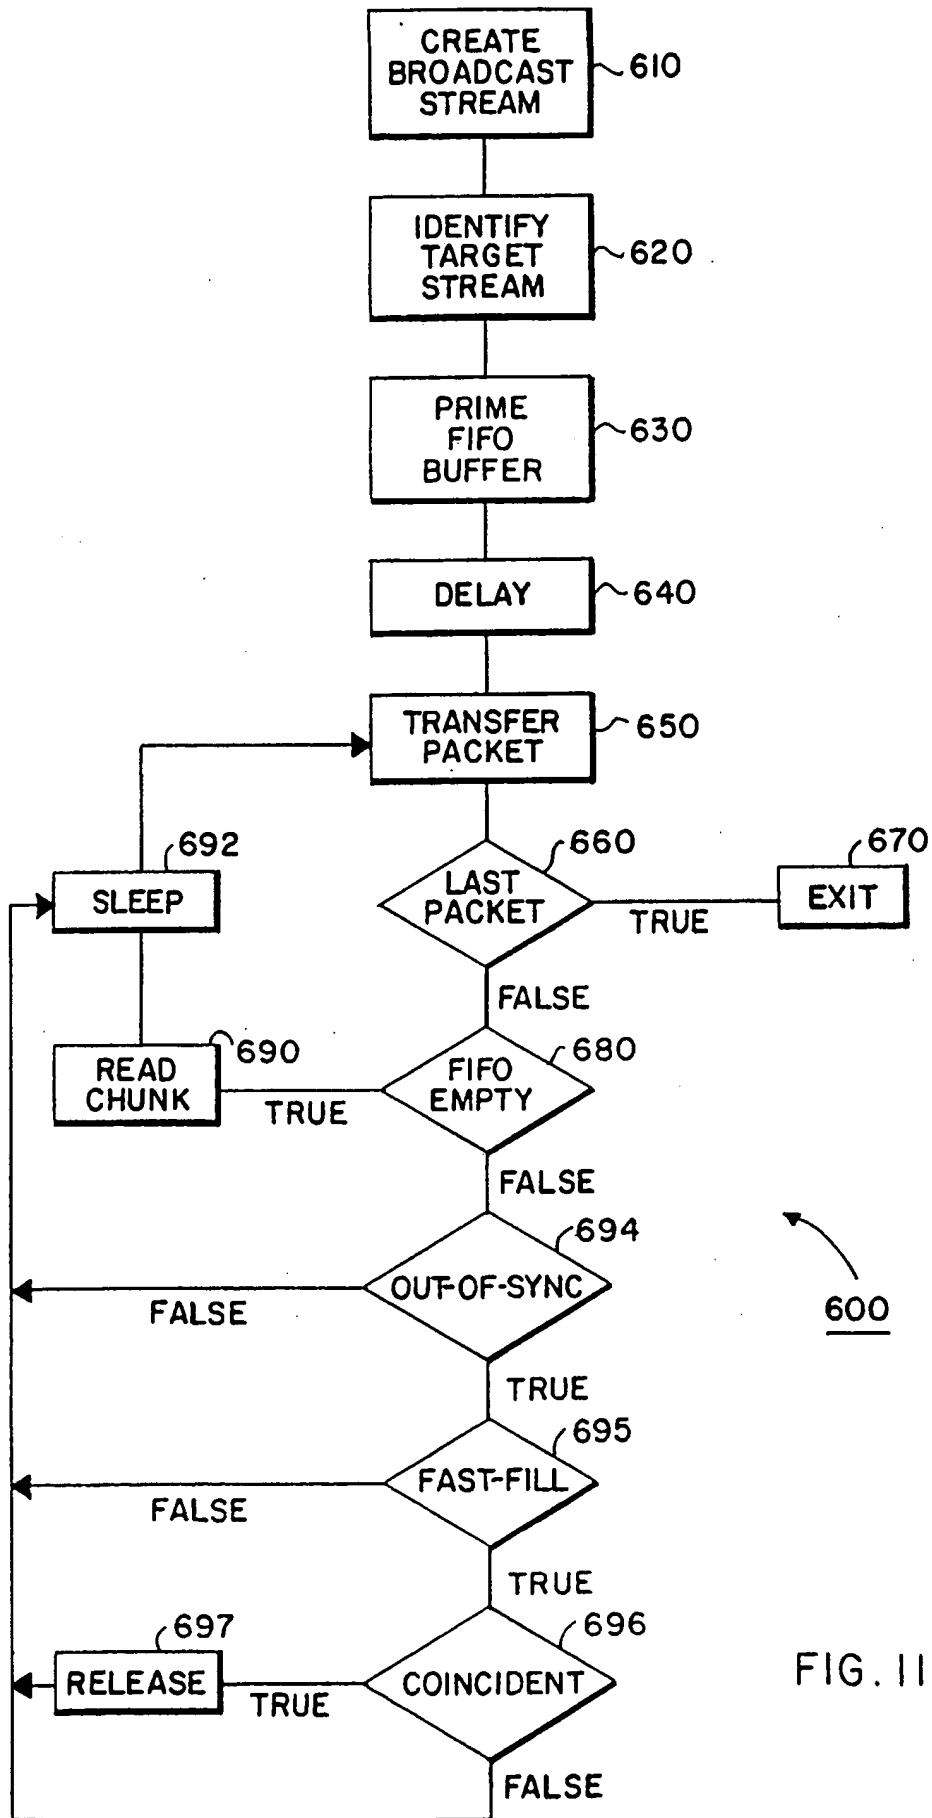 CREATE
BROADCAST
STREAM
610
IDENTIFY
TARGET
STREAM
620
PRIME
FIFO
BUFFER
630
DELAY
640
TRANSFER
PACKET
650
692
SLEEP
660
LAST
PACKET
TRUE
670
EXIT
FALSE
690
READ
CHUNK
TRUE
680
FIFO
EMPTY
FALSE
694
OUT-OF-SYNC
FALSE
600
TRUE
695
FAST-FILL
FALSE
TRUE
697
RELEASE
TRUE
696
COINCIDENT
FALSE
FIG. 11